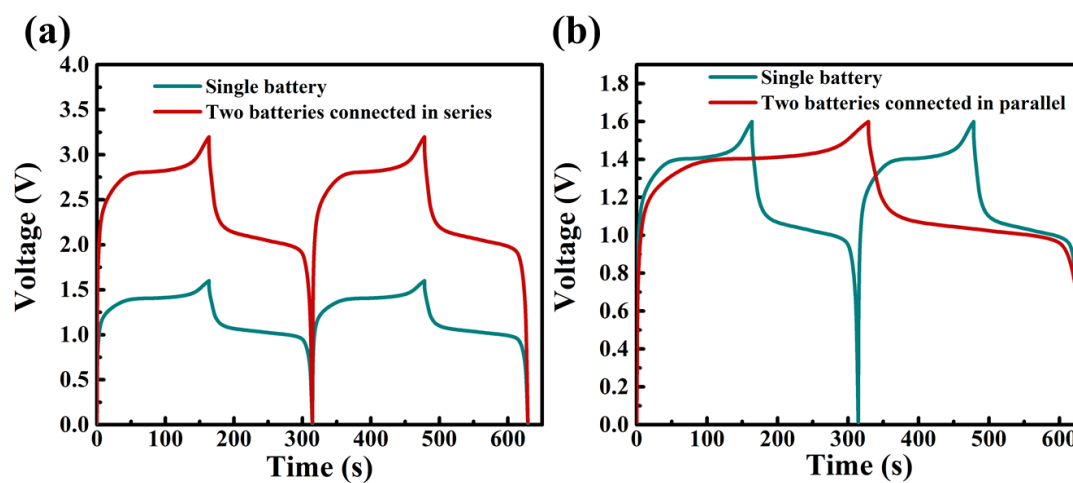 (a)
4.0
3.5
3.0
2.5
2.0
1.5
1.0
0.5
0.0
Voltage (V)
Single battery
Two batteries connected in series
0 100 200 300 400 500 600
Time (s)
(b)
1.8
1.6
1.4
1.2
1.0
0.8
0.6
0.4
0.2
0.0
Voltage (V)
Single battery
Two batteries connected in parallel
0 100 200 300 400 500
Time (s)